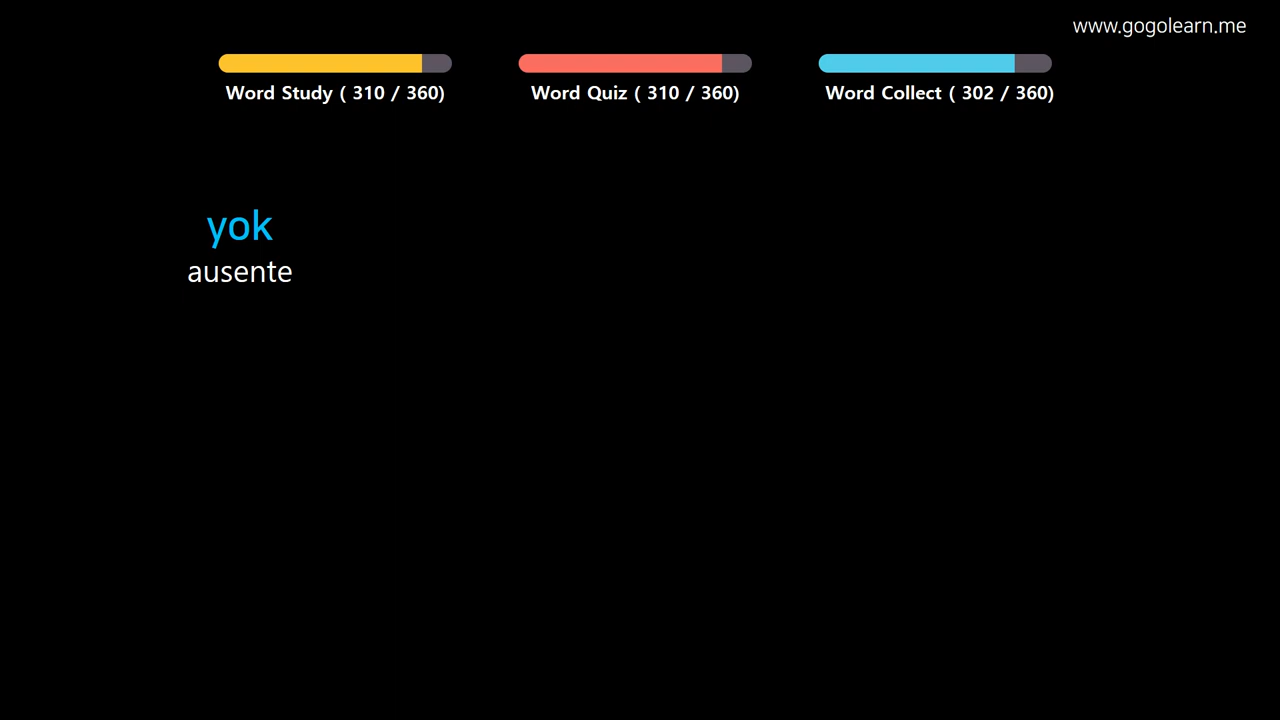 www.gogolearn.me
Word Study ( 310 / 360)
Word Quiz ( 310 / 360)
Word Collect ( 302 / 360)
yok
ausente